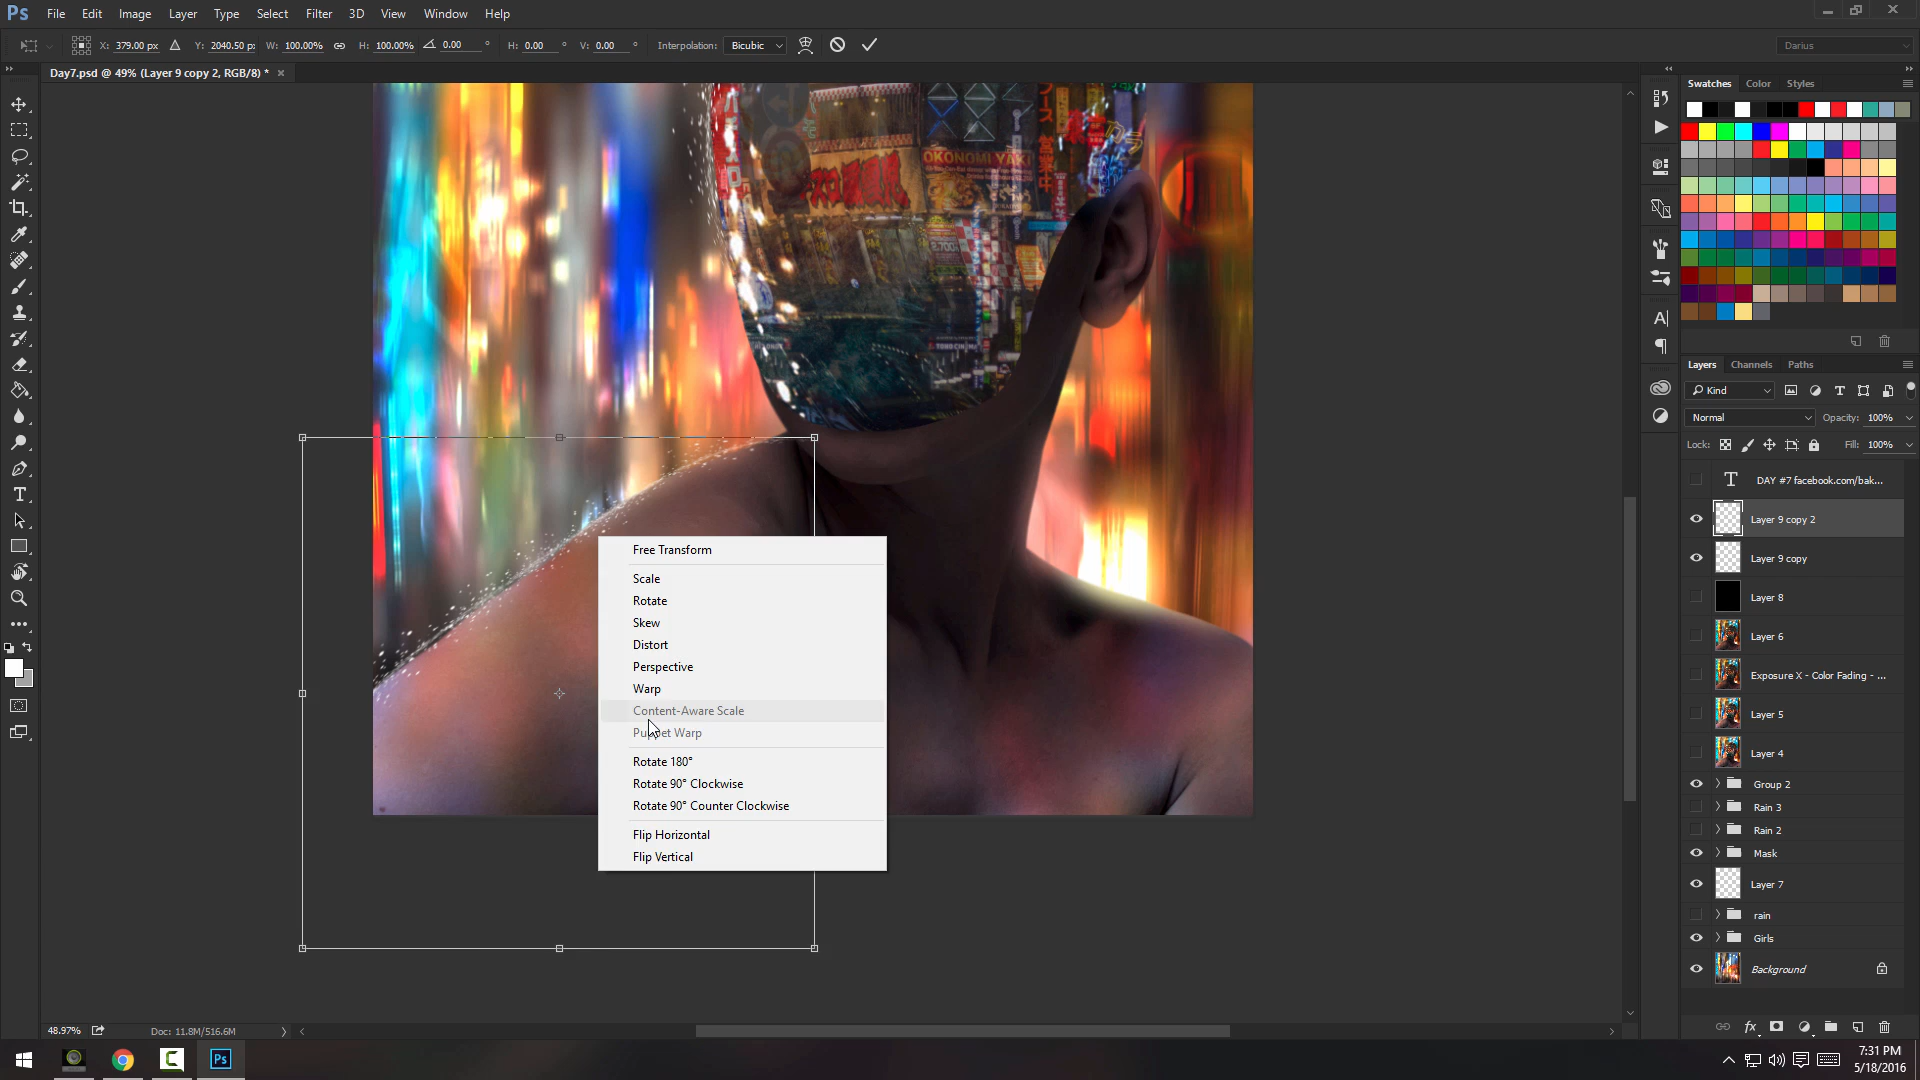 Ps File Edit Image Layer Type Select Filter 3D View Window Help
X: 379.00 px Y: 2040.50 px W: 100.00% H: 100.00% 0.00 ° H: 0.00 ° V: 0.00 ° Interpolation: Bicubic Darius
Day7.psd @ 49% (Layer 9 copy 2, RGB/8) * ×
Swatches Color Styles
OKONOMI YAKI
Free Transform
Scale
Rotate
Skew
Distort
Perspective
Warp
Content-Aware Scale
Puppet Warp
Rotate 180°
Rotate 90° Clockwise
Rotate 90° Counter Clockwise
Flip Horizontal
Flip Vertical
Layers Channels Paths
Kind
Normal Opacity: 100%
Lock: Fill: 100%
T DAY #7 facebook.com/bak...
Layer 9 copy 2
Layer 9 copy
Layer 8
Layer 6
Exposure X - Color Fading - ...
Layer 5
Layer 4
Group 2
Rain 3
Rain 2
Mask
Layer 7
rain
Girls
Background
fx
48.97% Doc: 11.8M/516.6M
Ps
7:31 PM
5/18/2016